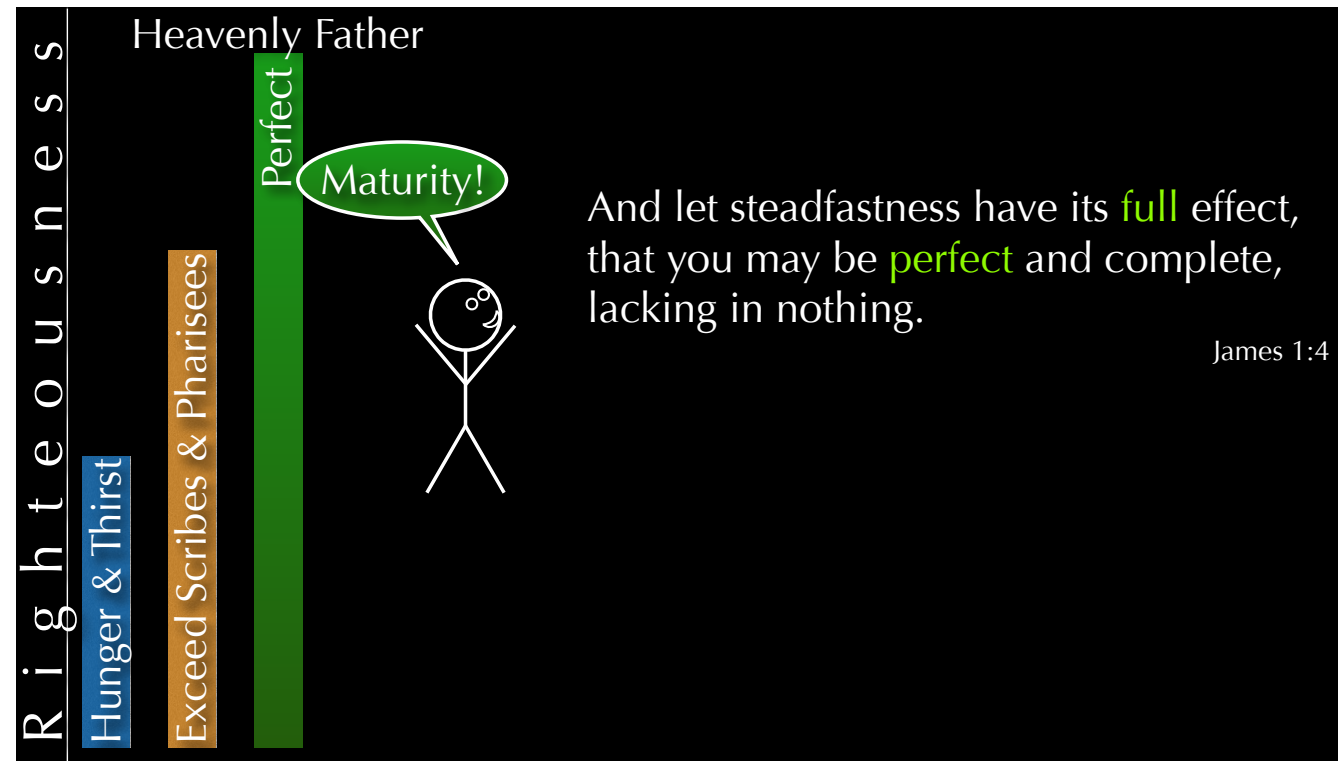 Righteousness
Heavenly Father
Hunger & Thirst
Exceed Scribes & Pharisees
Perfect
Maturity!
And let steadfastness have its full effect,
that you may be perfect and complete,
lacking in nothing.
James 1:4